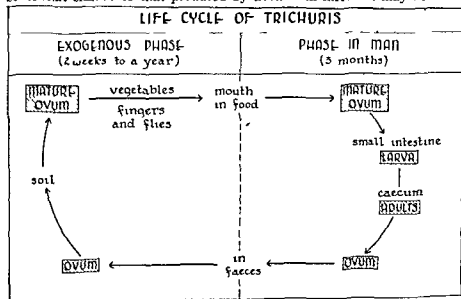 LIFE CYCLE OF TRICHURIS
EXOGENOUS PHASE
(2 weeks to a year)
PHASE IN MAN
(3 months)
MATURE
OVUM
vegetables
fingers
and flies
mouth
in food
MATURE
OVUM
small intestine
LARVA
soil
caecum
ADULTS
OVUM
in
faeces
OVUM